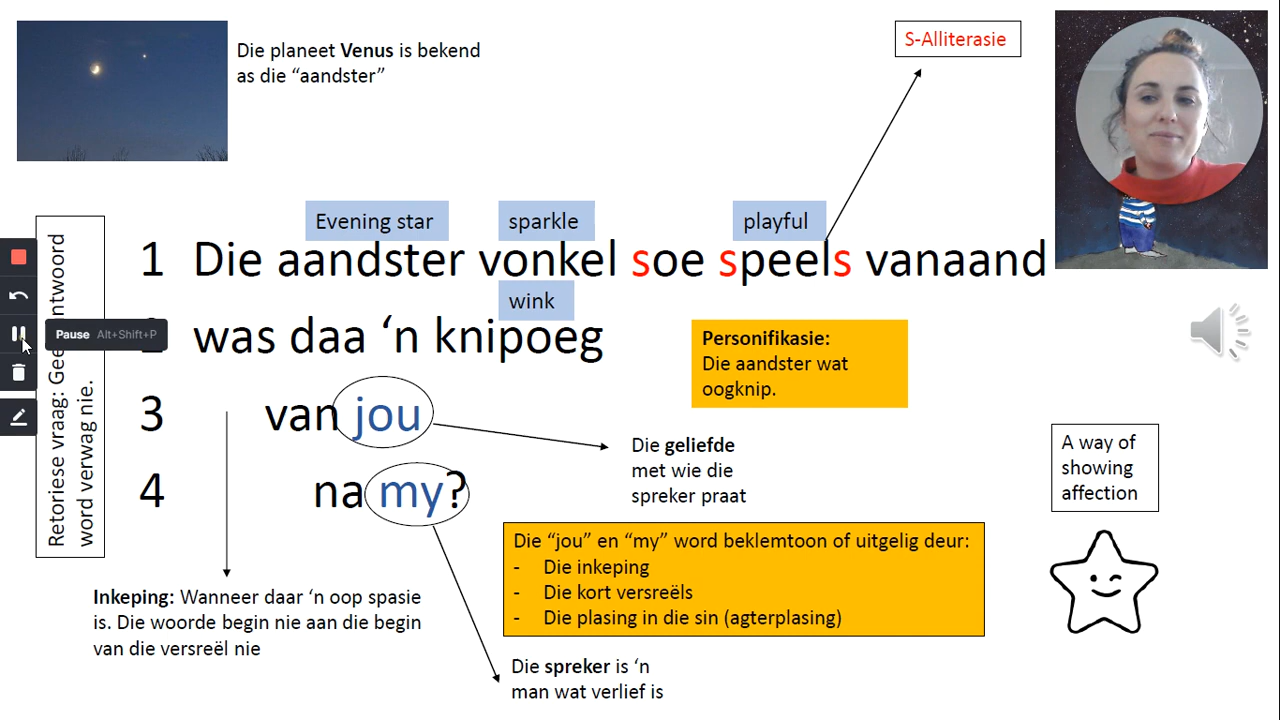 Die planeet Venus is bekend
as die “aandster”
S-Alliterasie
Evening star
sparkle
playful
1 Die aandster vonkel soe speels vanaand
wink
was daa ‘n knipoeg
3 van jou
4 na my?
Pause Alt+Shift+P
Retoriese vraag:
word verwag nie.
Personifikasie:
Die aandster wat
oogknip.
Die geliefde
met wie die
spreker praat
A way of
showing
affection
Die “jou” en “my” word beklemtoon of uitgelig deur:
- Die inkeping
- Die kort versreëls
- Die plasing in die sin (agterplasing)
Inkeping: Wanneer daar ‘n oop spasie
is. Die woorde begin nie aan die begin
van die versreël nie
Die spreker is ‘n
man wat verlief is